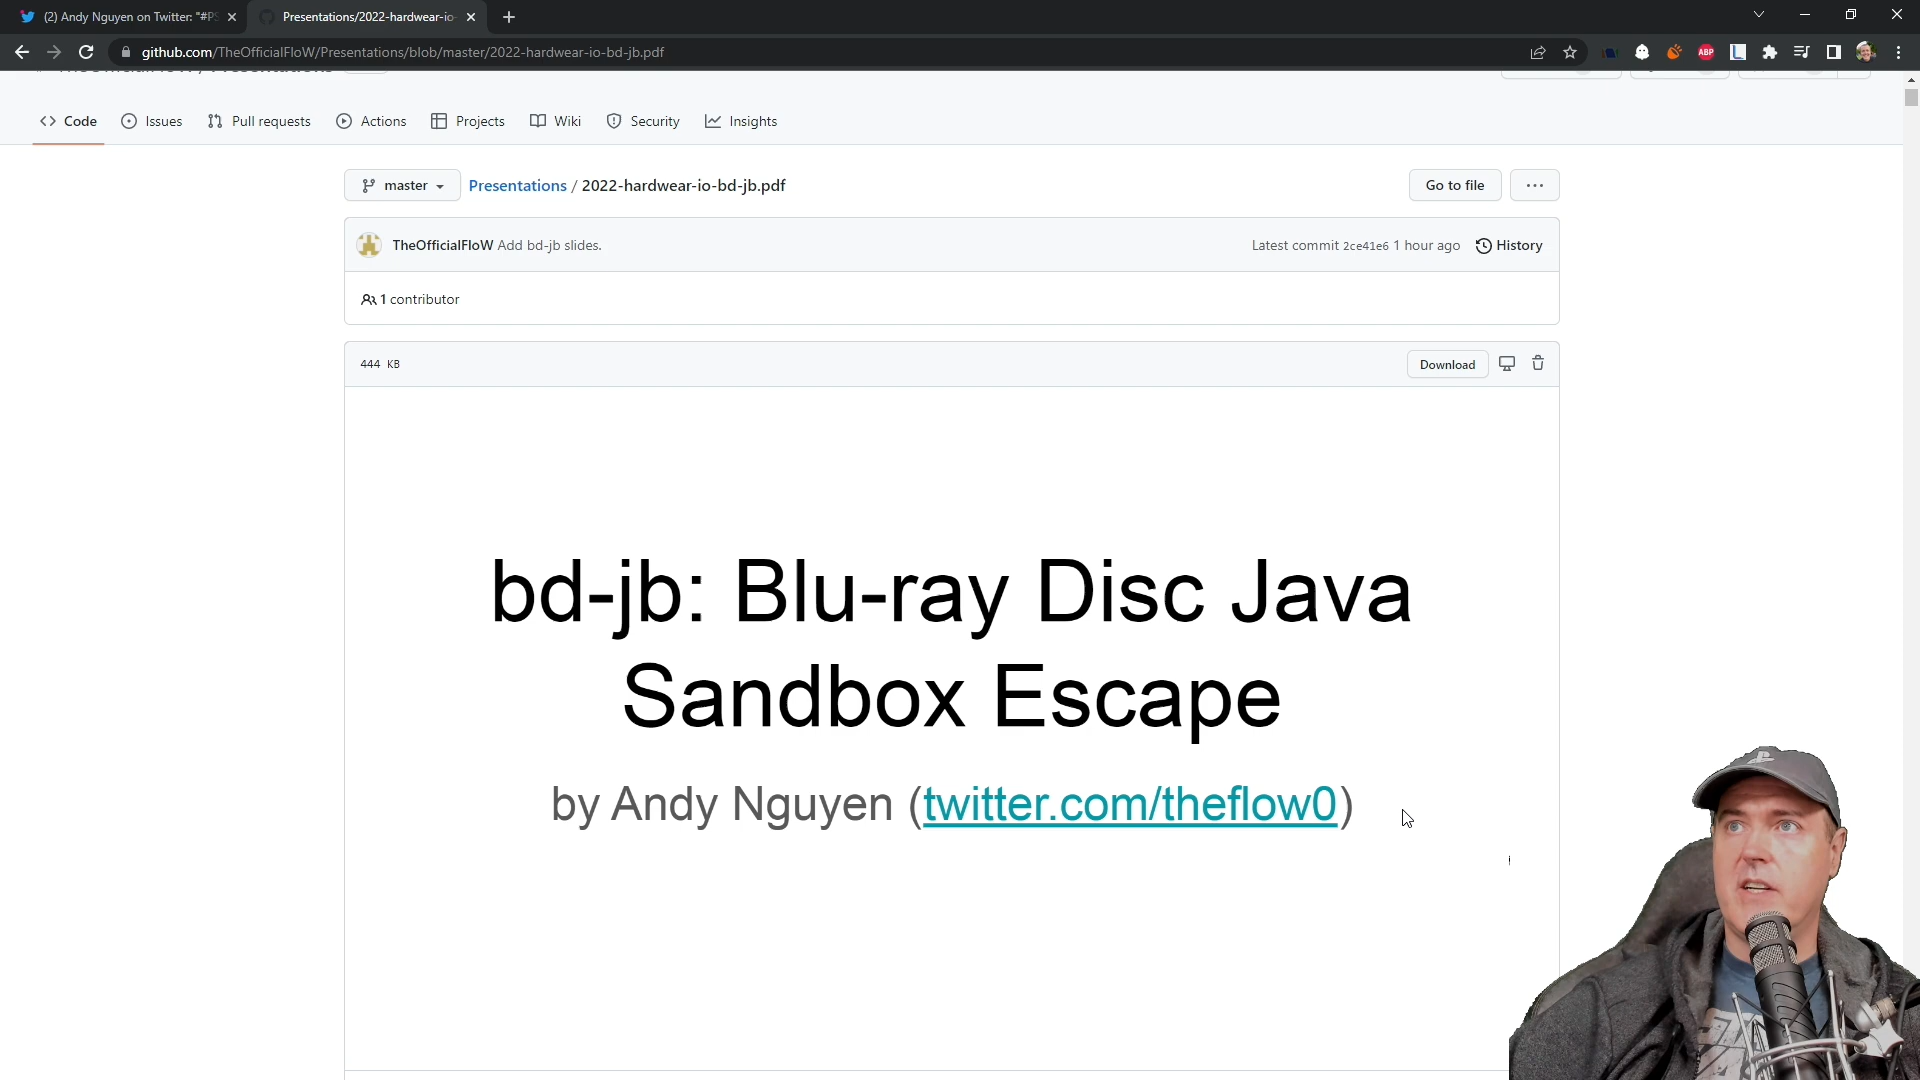 (2) Andy Nguyen on Twitter: "#PS
Presentations/2022-hardwear-io-
github.com/TheOfficialFloW/Presentations/blob/master/2022-hardwear-io-bd-jb.pdf
ABP
Code
Issues
Pull requests
Actions
Projects
Wiki
Security
Insights
master
Presentations / 2022-hardwear-io-bd-jb.pdf
Go to file
TheOfficialFloW Add bd-jb slides.
Latest commit 2ce41e6 1 hour ago
History
1 contributor
444 KB
Download
bd-jb: Blu-ray Disc Java
Sandbox Escape
by Andy Nguyen (twitter.com/theflow0)